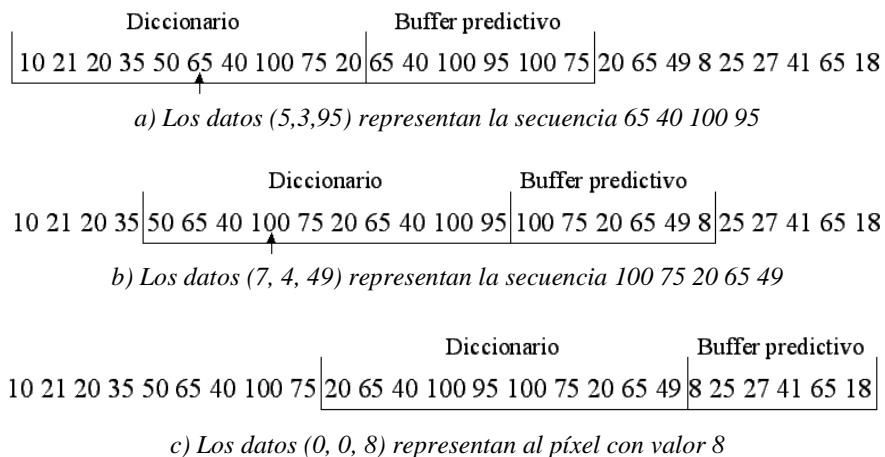 Diccionario Buffer predictivo
10 21 20 35 50 65 40 100 75 20 65 40 100 95 100 75 20 65 49 8 25 27 41 65 18
a) Los datos (5,3,95) representan la secuencia 65 40 100 95
Diccionario Buffer predictivo
10 21 20 35 50 65 40 100 75 20 65 40 100 95 100 75 20 65 49 8 25 27 41 65 18
b) Los datos (7, 4, 49) representan la secuencia 100 75 20 65 49
Diccionario Buffer predictivo
10 21 20 35 50 65 40 100 75 20 65 40 100 95 100 75 20 65 49 8 25 27 41 65 18
c) Los datos (0, 0, 8) representan al píxel con valor 8